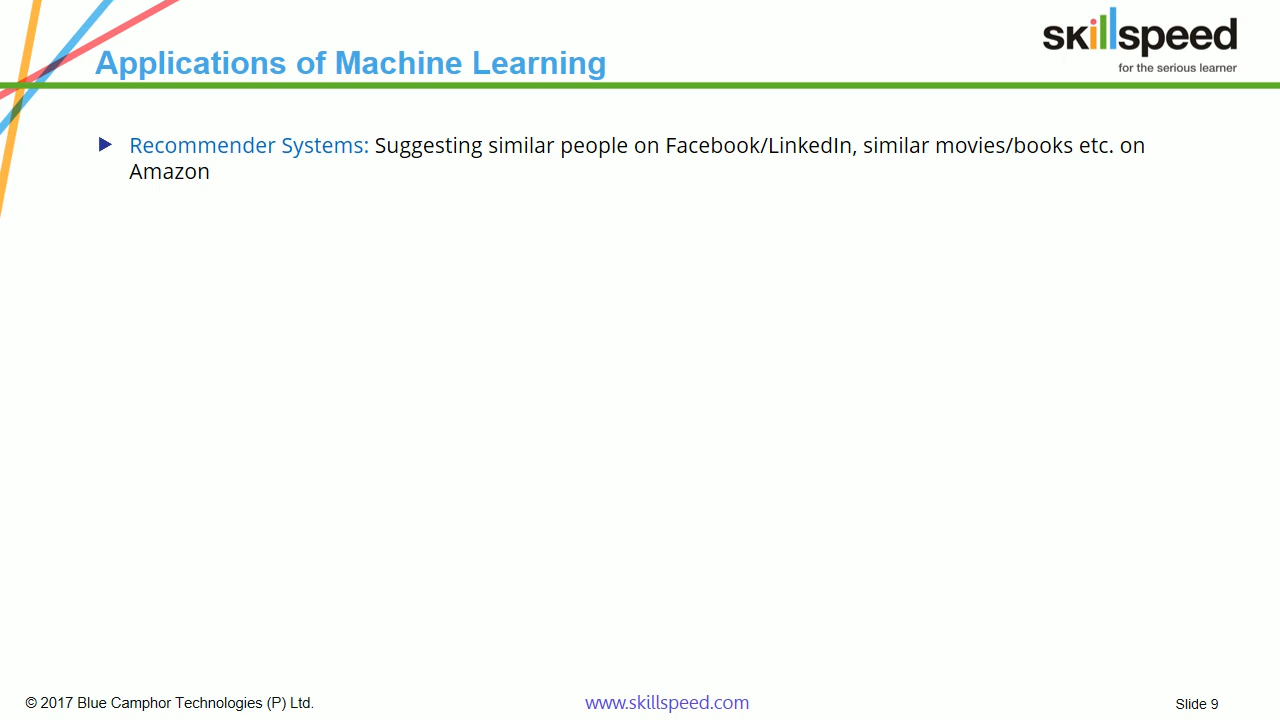 skillspeed
for the serious learner
Applications of Machine Learning
Recommender Systems: Suggesting similar people on Facebook/LinkedIn, similar movies/books etc. on
Amazon
© 2017 Blue Camphor Technologies (P) Ltd.
www.skillspeed.com
Slide 9